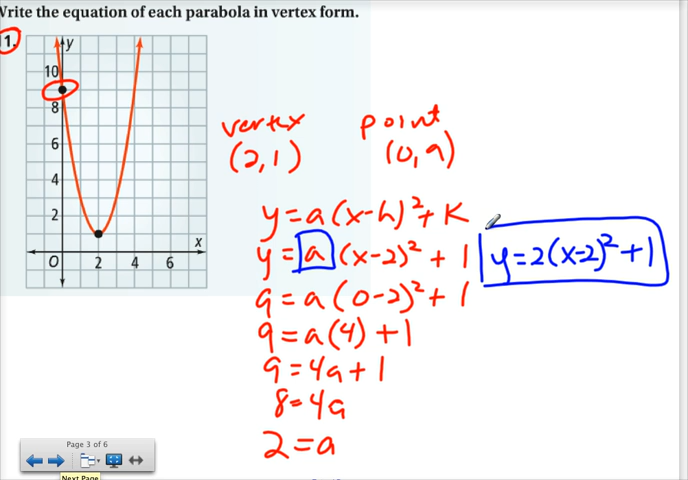 Write the equation of each parabola in vertex form.
1.
y
10
8
6
4
2
x
O 2 4 6
vertex
(2,1)
point
(0,9)
y=a(x-h)²+k
y=a(x-2)²+1
y=2(x-2)²+1
9=a(0-2)²+1
9=a(4)+1
9=4a+1
8=4a
2=a
Page 3 of 6
Next Page